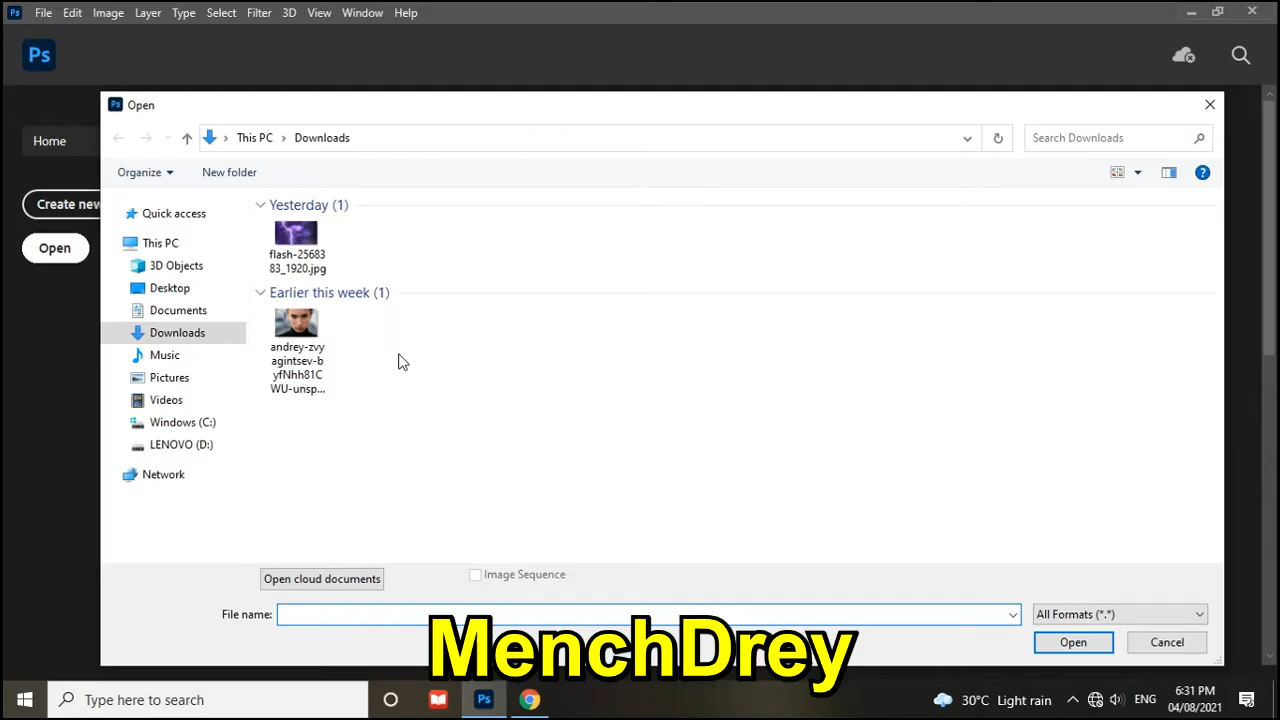 Ps File Edit Image Layer Type Select Filter 3D View Window Help
Ps
Ps Open
Home
This PC > Downloads
Search Downloads
Organize New folder
Create new
Open
Quick access
This PC
3D Objects
Desktop
Documents
Downloads
Music
Pictures
Videos
Windows (C:)
LENOVO (D:)
Network
Yesterday (1)
flash-25683
83_1920.jpg
Earlier this week (1)
andrey-zvy
agintsev-b
yfNhh81C
WU-unsp...
Open cloud documents
Image Sequence
File name:
All Formats (*.*)
Open Cancel
MenchDrey
Type here to search
Ps
30°C Light rain
ENG
6:31 PM
04/08/2021